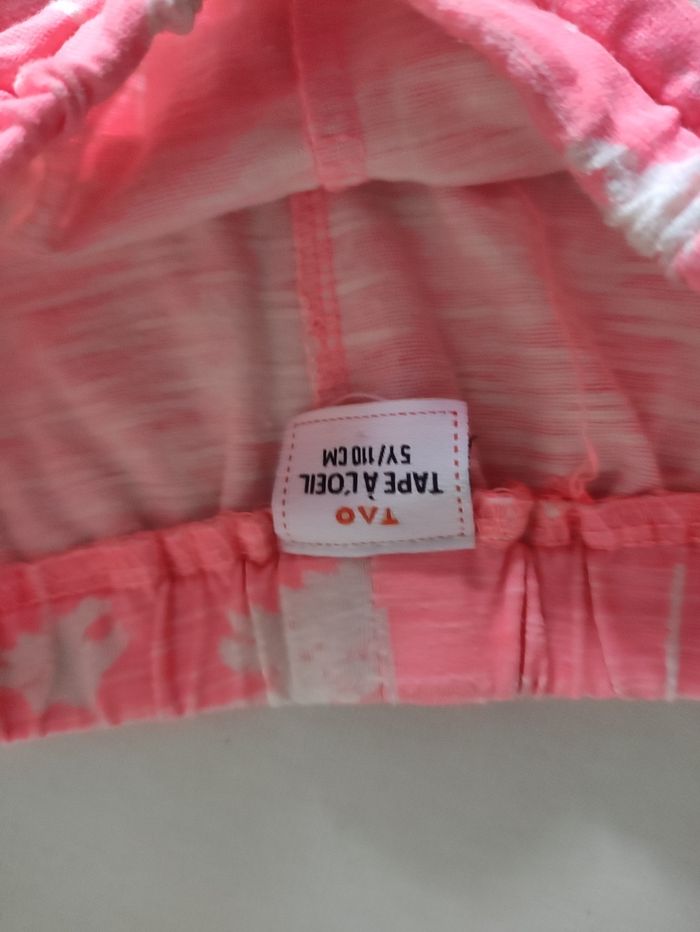 TAO
TAPE À L'OEIL
5Y/110 CM